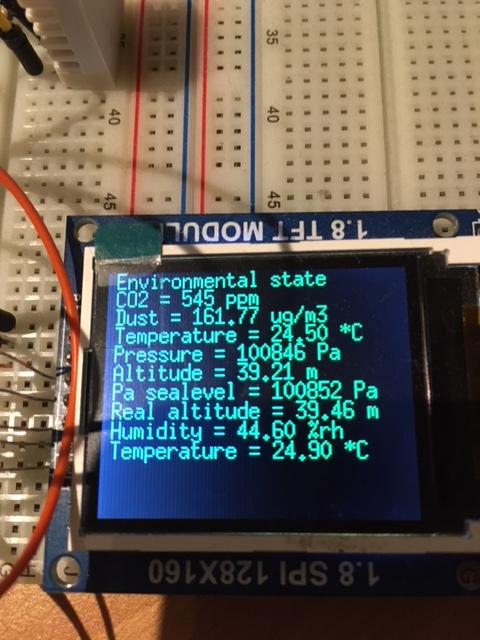 35
40
40
45
45
1.8 TFT MODUL
Environmental state
CO2 = 545 ppm
Dust = 161.77 ug/m3
Temperature = 24.50 *C
Pressure = 100846 Pa
Altitude = 39.21 m
Pa sealevel = 100852 Pa
Real altitude = 39.46 m
Humidity = 44.60 %rh
Temperature = 24.90 *C
1.8 SPI 128X160